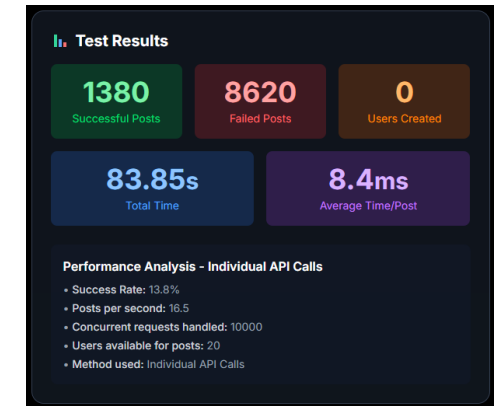 Test Results
1380
Successful Posts
8620
Failed Posts
0
Users Created
83.85s
Total Time
8.4ms
Average Time/Post
Performance Analysis - Individual API Calls
• Success Rate: 13.8%
• Posts per second: 16.5
• Concurrent requests handled: 10000
• Users available for posts: 20
• Method used: Individual API Calls